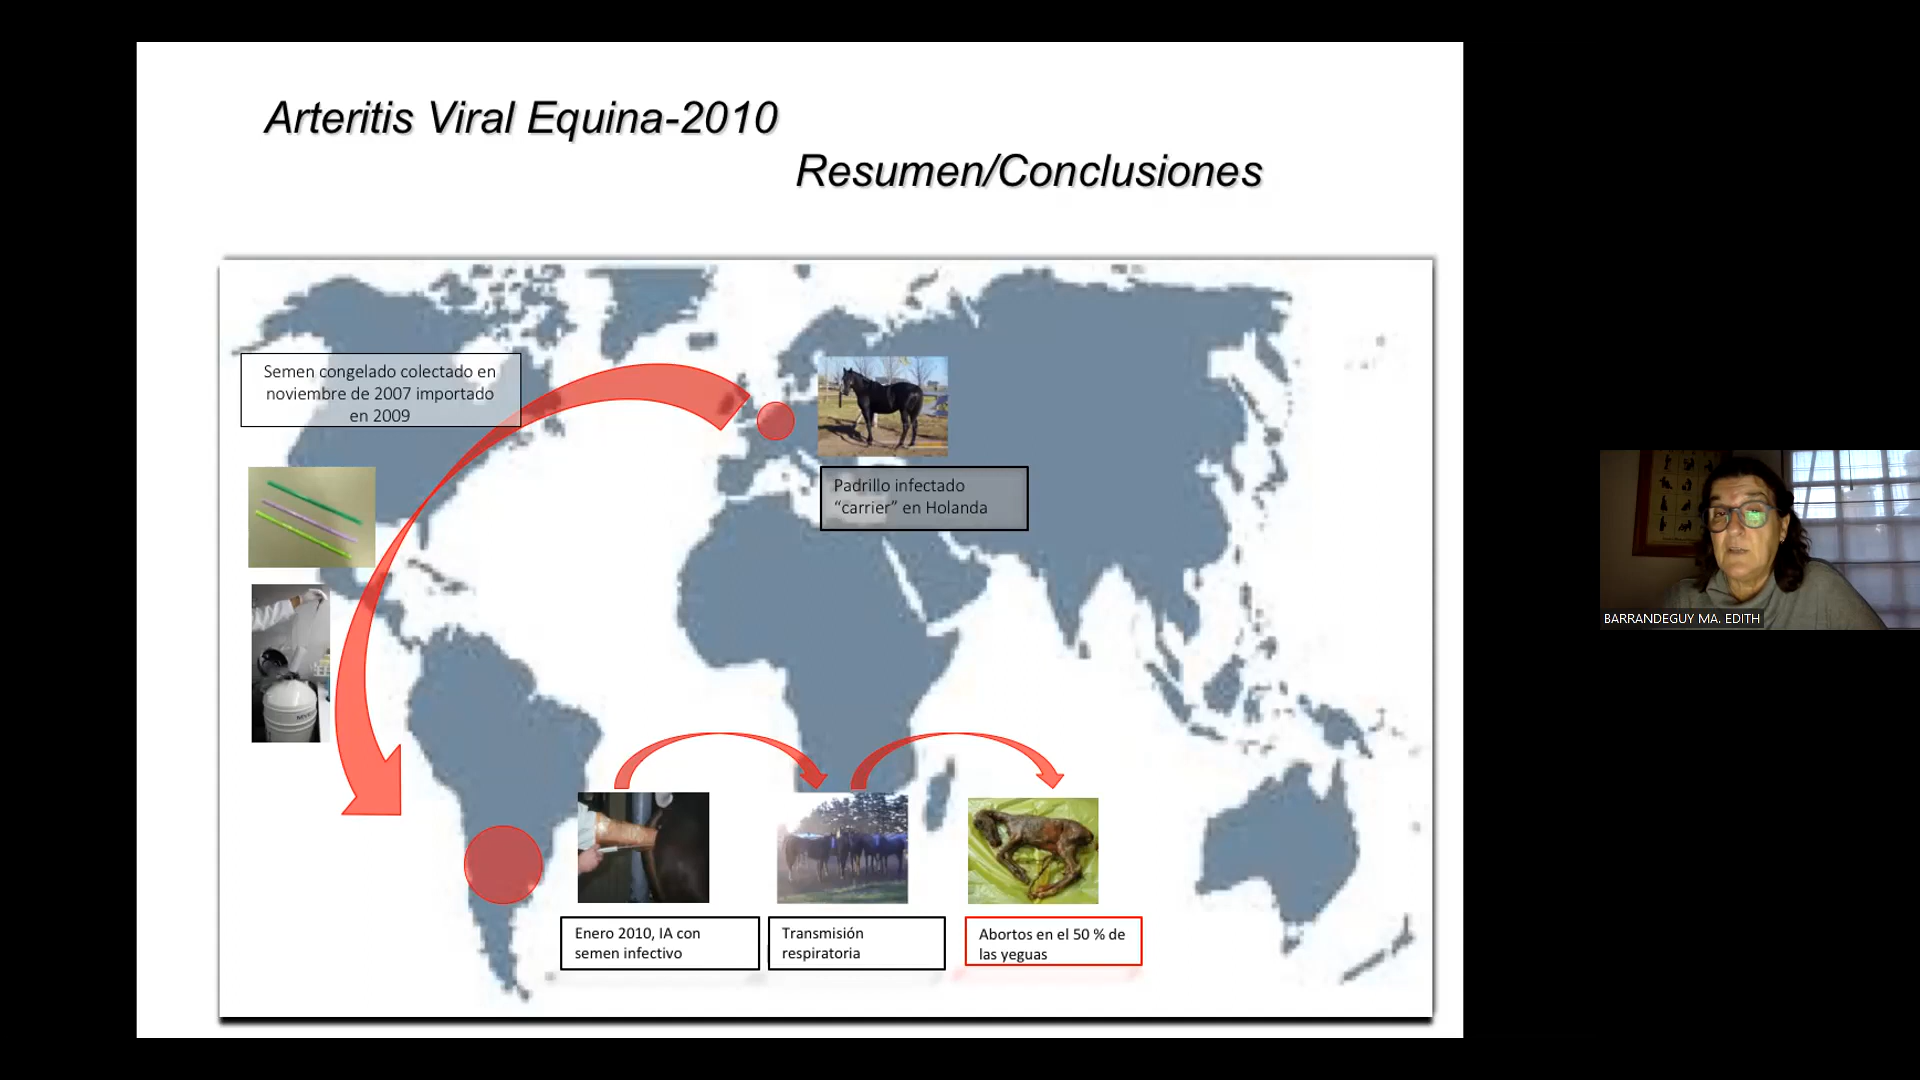 Arteritis Viral Equina-2010
Resumen/Conclusiones
Semen congelado colectado en
noviembre de 2007 importado
en 2009
Padrillo infectado
“carrier” en Holanda
Enero 2010, IA con
semen infectivo
Transmisión
respiratoria
Abortos en el 50 % de
las yeguas
BARRANDEGUY MA. EDITH